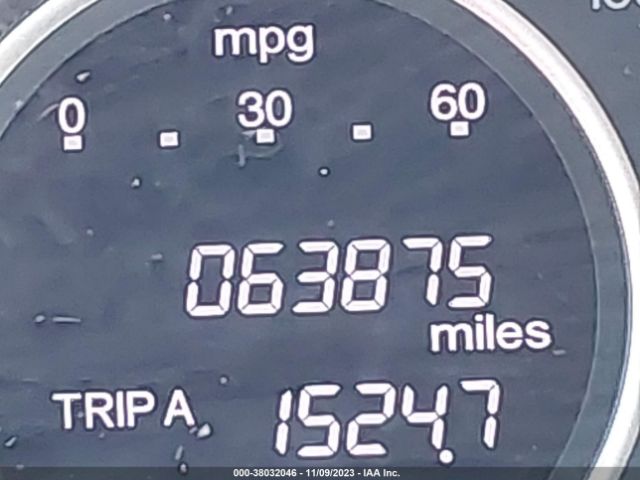 mpg
0 30 60
063875
miles
TRIP A 1524.7
000-38032046 - 11/09/2023 - IAA Inc.